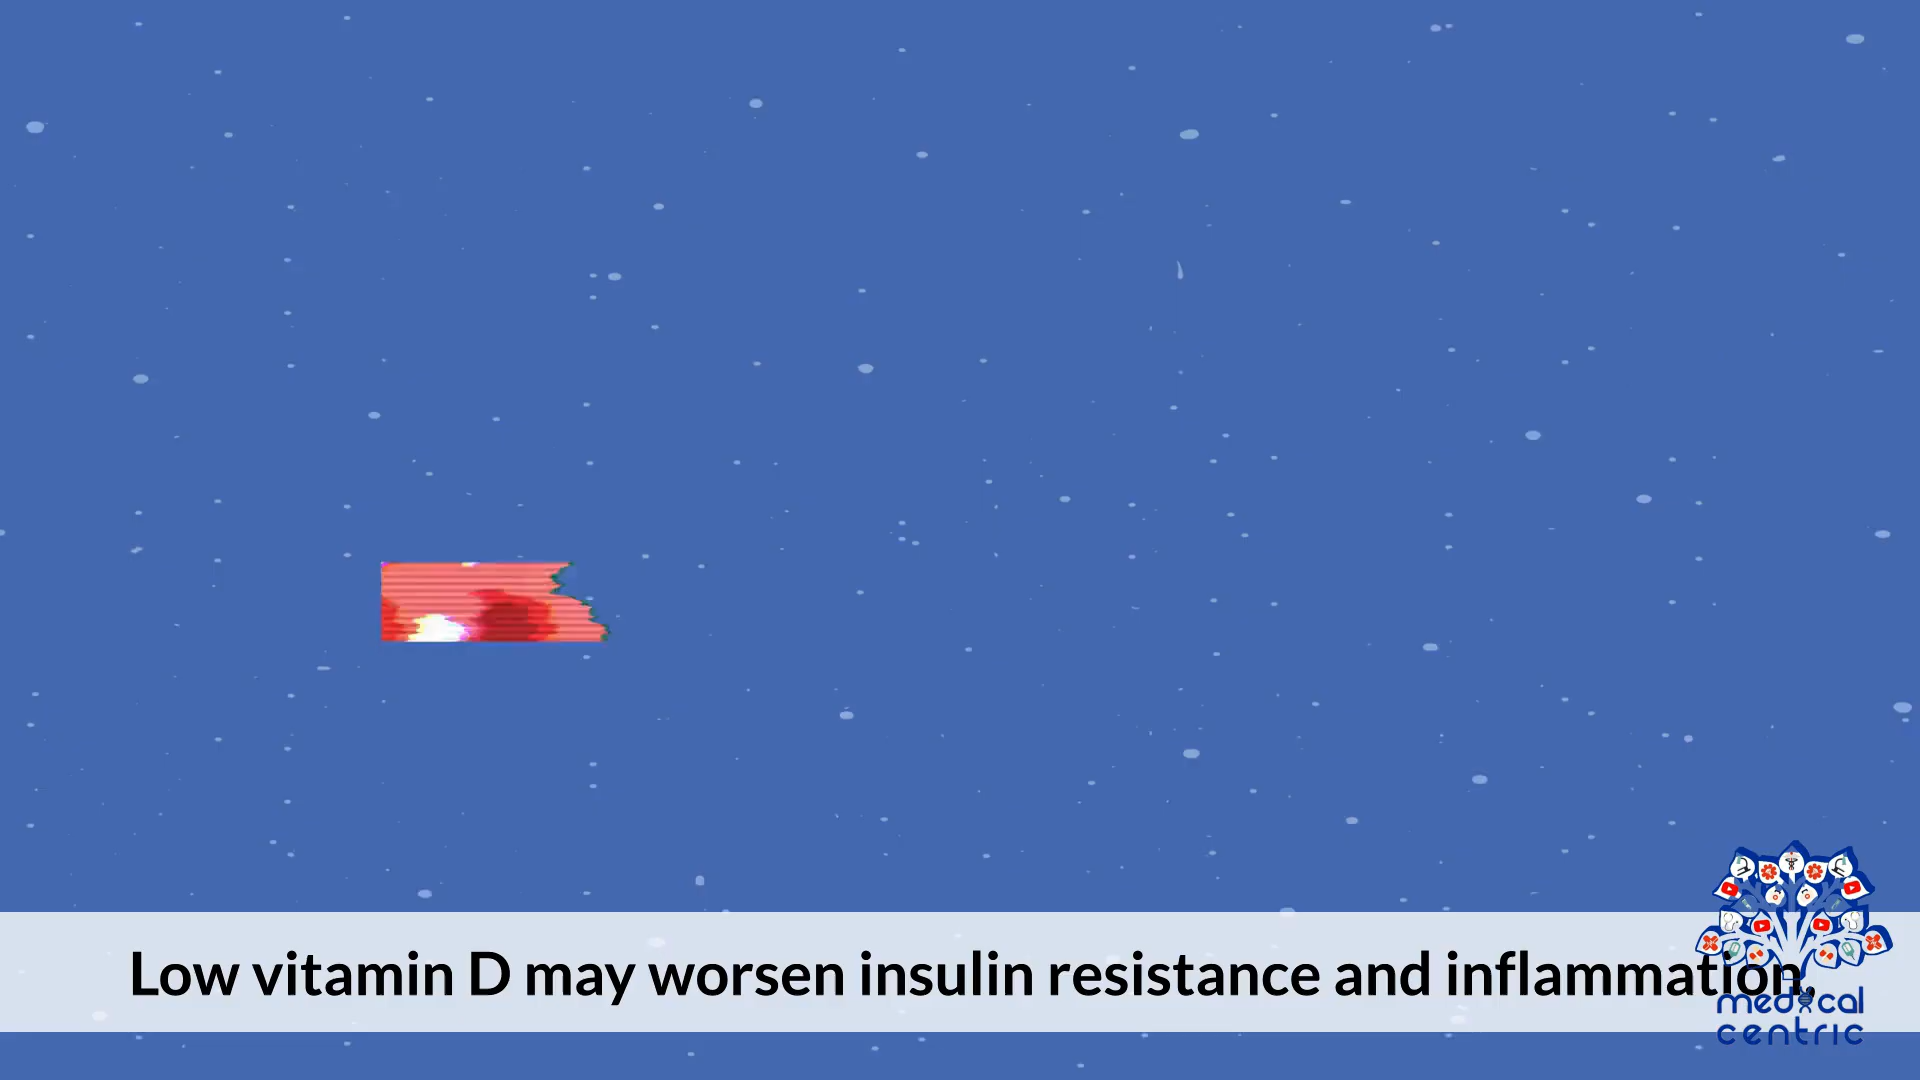 Low vitamin D may worsen insulin resistance and inflammation,
medical
centric